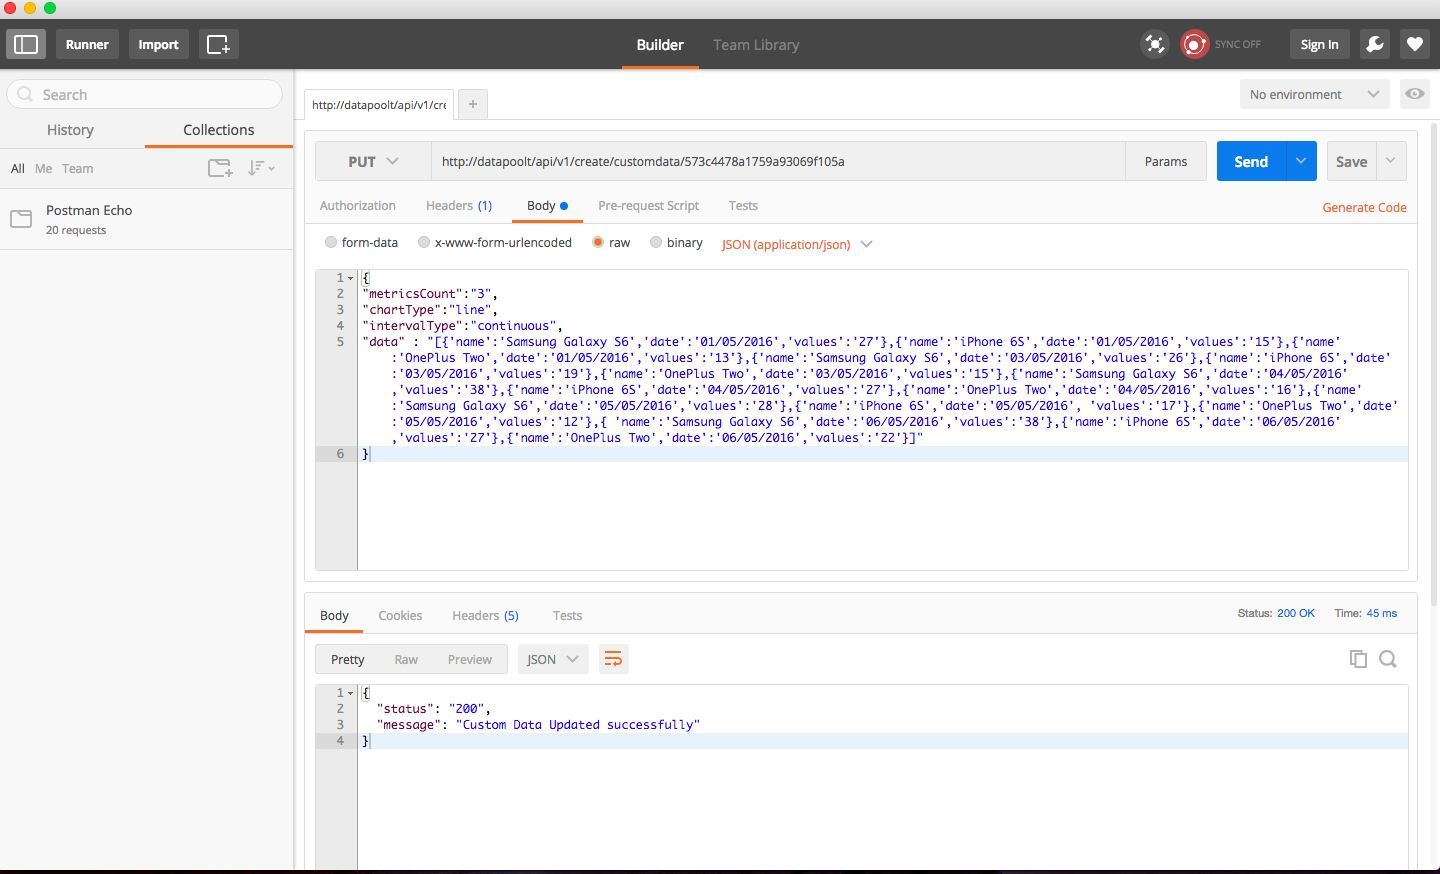 Runner
Import
Builder
Team Library
SYNC OFF
Sign In
Search
History
Collections
All
Me
Team
Postman Echo
20 requests
http://datapoolt/api/v1/cre
+
No environment
PUT
http://datapoolt/api/v1/create/customdata/573c4478a1759a93069f105a
Params
Send
Save
Authorization
Headers (1)
Body
Pre-request Script
Tests
Generate Code
form-data
x-www-form-urlencoded
raw
binary
JSON (application/json)
1 {
2 "metricsCount":"3",
3 "chartType":"line",
4 "intervalType":"continuous",
5 "data" : "[{'name':'Samsung Galaxy S6','date':'01/05/2016','values':'27'},{'name':'iPhone 6S','date':'01/05/2016','values':'15'},{'name'
:'OnePlus Two','date':'01/05/2016','values':'13'},{'name':'Samsung Galaxy S6','date':'03/05/2016','values':'26'},{'name':'iPhone 6S','date'
:'03/05/2016','values':'19'},{'name':'OnePlus Two','date':'03/05/2016','values':'15'},{'name':'Samsung Galaxy S6','date':'04/05/2016'
,'values':'38'},{'name':'iPhone 6S','date':'04/05/2016','values':'27'},{'name':'OnePlus Two','date':'04/05/2016','values':'16'},{'name'
:'Samsung Galaxy S6','date':'05/05/2016','values':'28'},{'name':'iPhone 6S','date':'05/05/2016', 'values':'17'},{'name':'OnePlus Two','date'
:'05/05/2016','values':'12'},{ 'name':'Samsung Galaxy S6','date':'06/05/2016','values':'38'},{'name':'iPhone 6S','date':'06/05/2016'
,'values':'27'},{'name':'OnePlus Two','date':'06/05/2016','values':'22'}]"
6 }
Body
Cookies
Headers (5)
Tests
Status: 200 OK
Time: 45 ms
Pretty
Raw
Preview
JSON
1 {
2 "status": "200",
3 "message": "Custom Data Updated successfully"
4 }